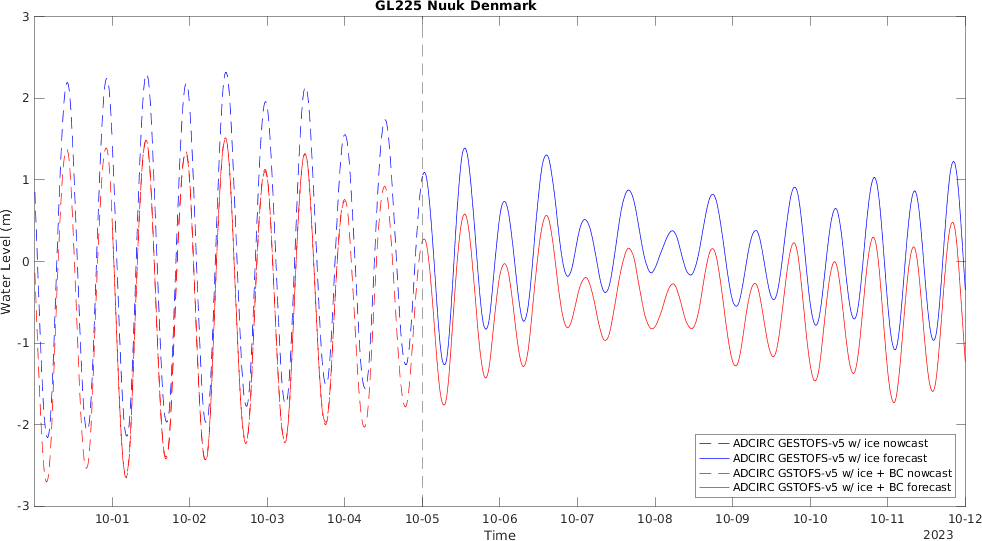 GL225 Nuuk Denmark
3
2
1
0
-1
-2
-3
Water Level (m)
ADCIRC GESTOFS-v5 w/ ice nowcast
ADCIRC GESTOFS-v5 w/ ice forecast
ADCIRC GSTOFS-v5 w/ ice + BC nowcast
ADCIRC GSTOFS-v5 w/ ice + BC forecast
10-01 10-02 10-03 10-04 10-05 10-06 10-07 10-08 10-09 10-10 10-11 10-12
Time
2023